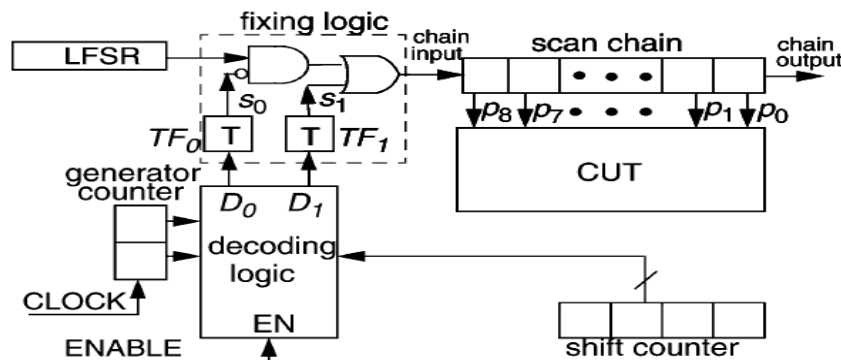 fixing logic
LFSR
chain input
scan chain
chain output
s0
s1
TF0
T
T
TF1
p8
p7
p1
p0
CUT
generator counter
D0
D1
decoding logic
CLOCK
EN
ENABLE
shift counter